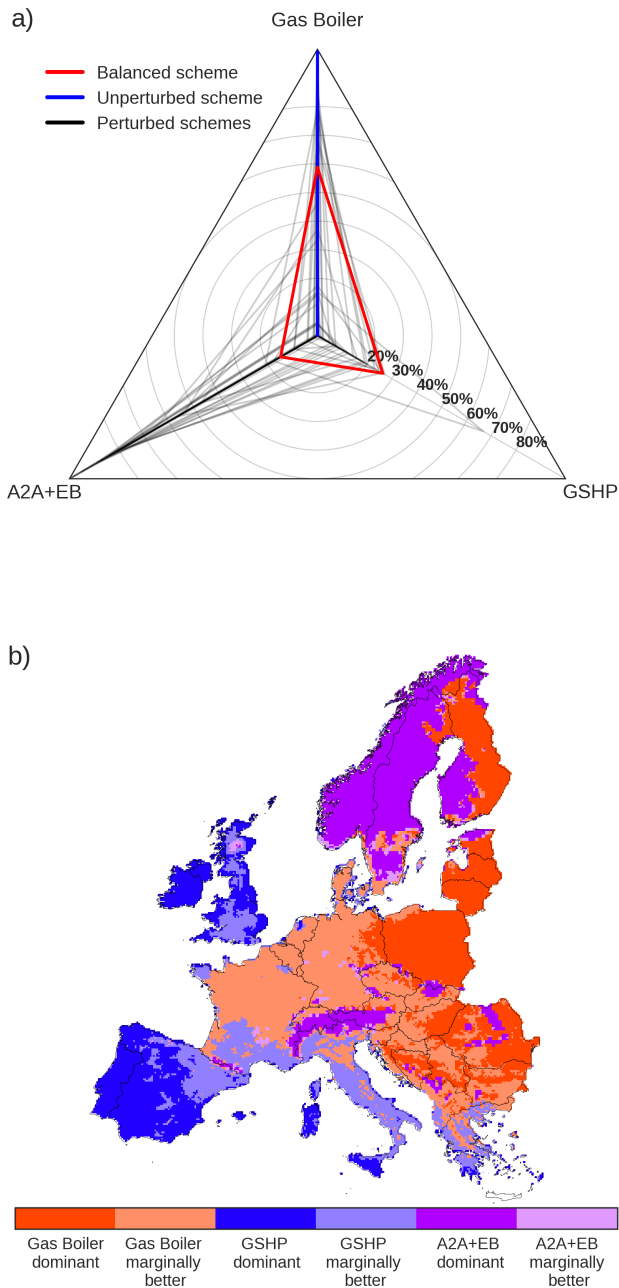 a)
Gas Boiler
Balanced scheme
Unperturbed scheme
Perturbed schemes
20%
30%
40%
50%
60%
70%
80%
A2A+EB
GSHP
b)
Gas Boiler
dominant
Gas Boiler
marginally
better
GSHP
dominant
GSHP
marginally
better
A2A+EB
dominant
A2A+EB
marginally
better